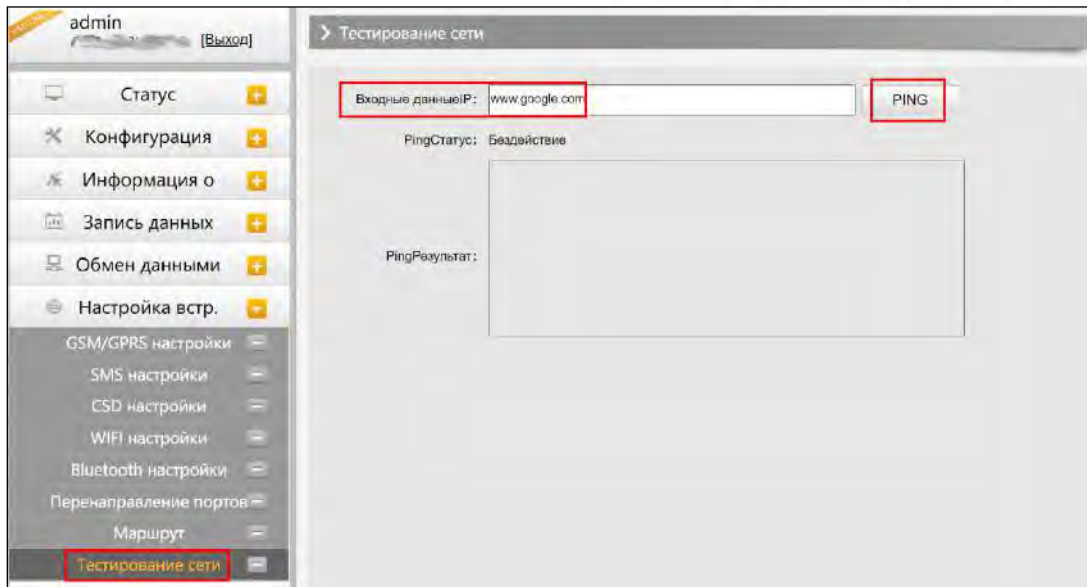 admin
[Выход]
Статус
Конфигурация
Информация о
Запись данных
Обмен данными
Настройка встр.
GSM/GPRS настройки
SMS настройки
CSD настройки
WIFI настройки
Bluetooth настройки
Перенаправление портов
Маршрут
Тестирование сети
Тестирование сети
Входные данныеIP: www.google.com PING
PingСтатус: Бездействие
PingРезультат: